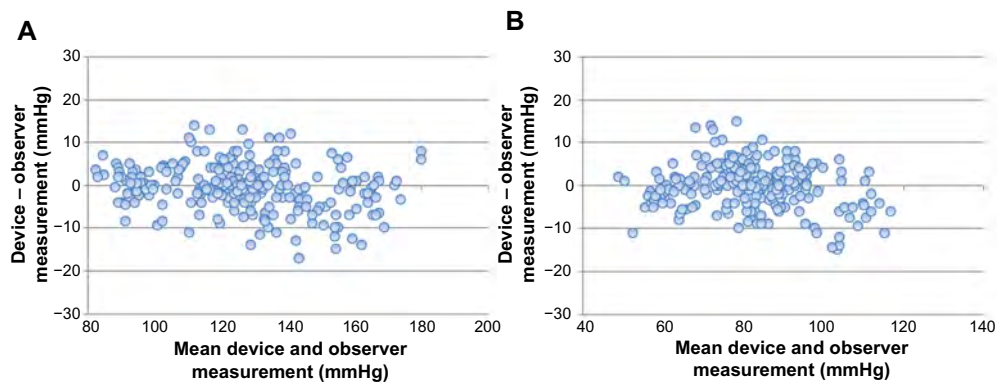 A
30
20
10
0
−10
−20
−30
Device – observer
measurement (mmHg)
80 100 120 140 160 180 200
Mean device and observer
measurement (mmHg)
B
30
20
10
0
−10
−20
−30
Device – observer
measurement (mmHg)
40 60 80 100 120 140
Mean device and observer
measurement (mmHg)